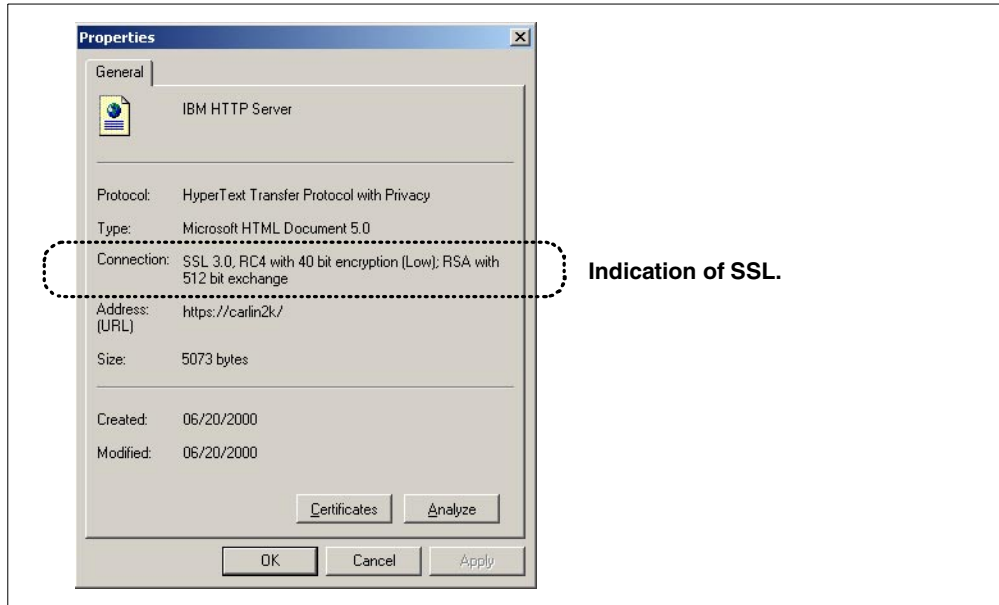 Properties
General
IBM HTTP Server
Protocol: HyperText Transfer Protocol with Privacy
Type: Microsoft HTML Document 5.0
Connection: SSL 3.0, RC4 with 40 bit encryption (Low); RSA with
512 bit exchange
Indication of SSL.
Address: https://carlin2k/
(URL)
Size: 5073 bytes
Created: 06/20/2000
Modified: 06/20/2000
Certificates Analyze
OK Cancel Apply